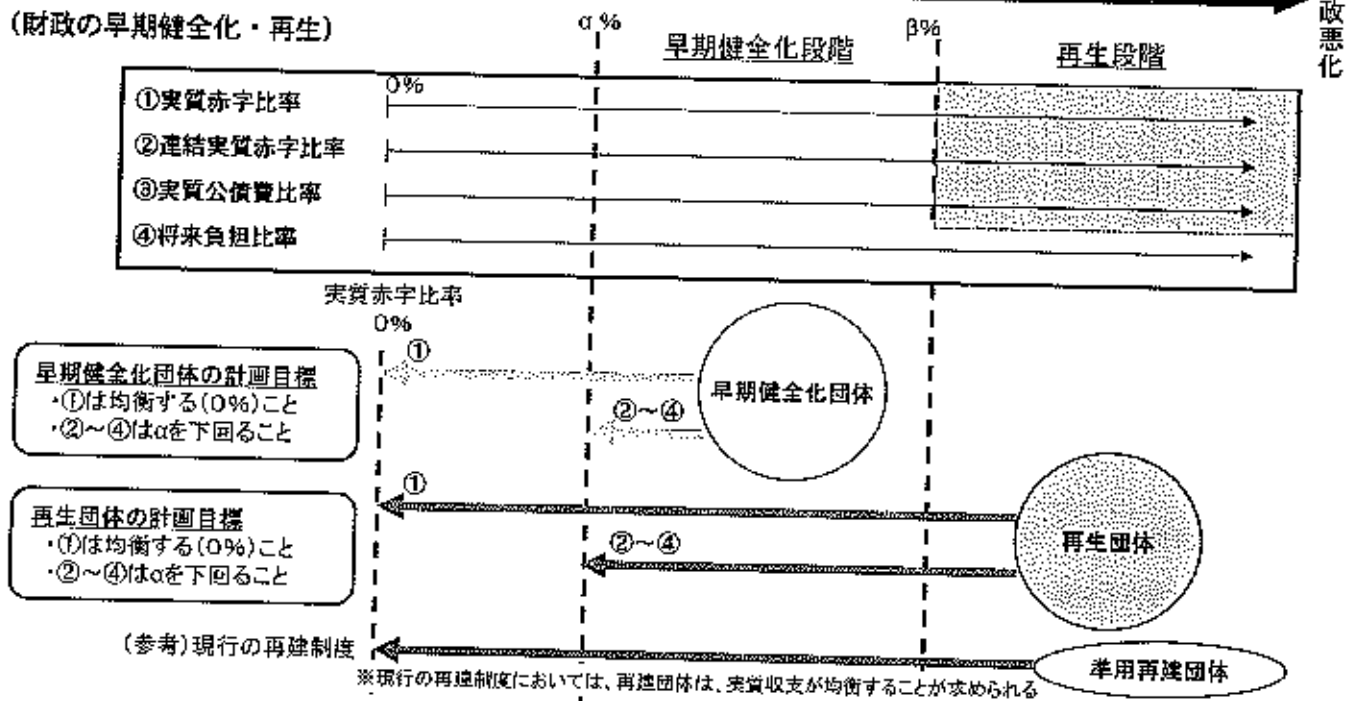 (財政の早期健全化・再生)
α%
早期健全化段階
β%
再生段階
政悪化
0%
①実質赤字比率
②連結実質赤字比率
③実質公債費比率
④将来負担比率
実質赤字比率
0%
早期健全化団体の計画目標
・①は均衡する(0%)こと
・②～④はαを下回ること
①
②～④
早期健全化団体
再生団体の計画目標
・①は均衡する(0%)こと
・②～④はαを下回ること
①
②～④
再生団体
(参考)現行の再建制度
準用再建団体
※現行の再建制度においては、再建団体は、実質収支が均衡することが求められる